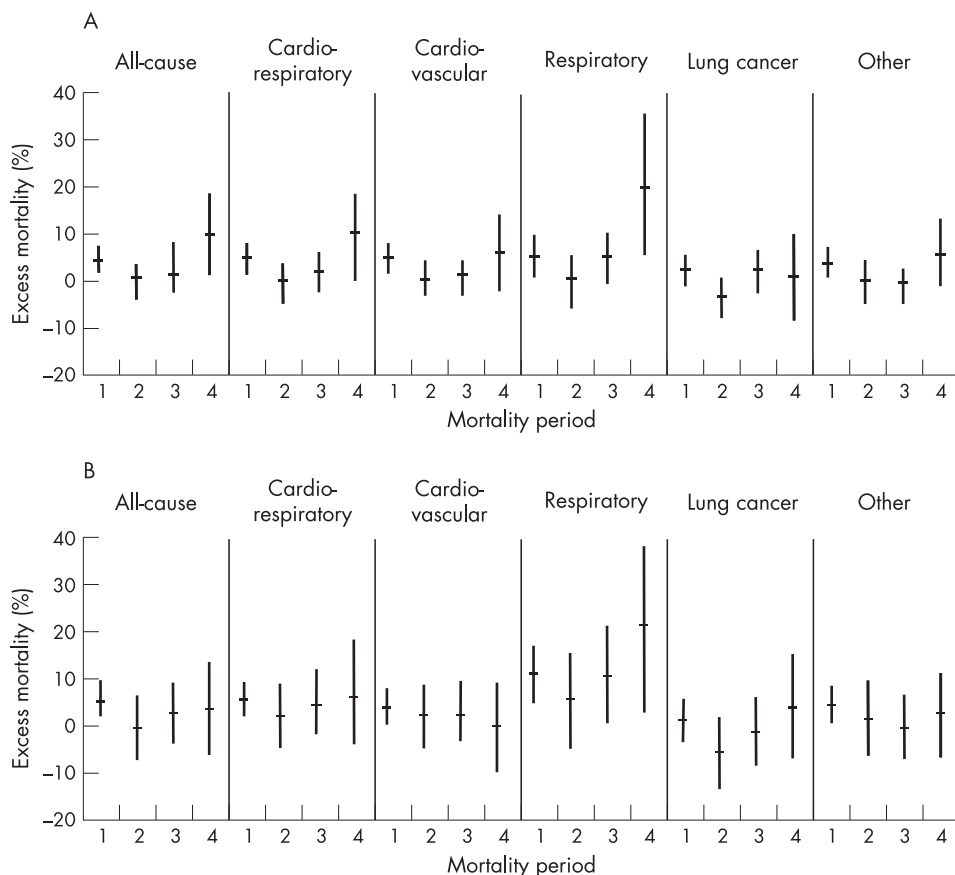 A
All-cause Cardio-respiratory Cardio-vascular Respiratory Lung cancer Other
Excess mortality (%)
40
30
20
10
0
–10
–20
1 2 3 4 1 2 3 4 1 2 3 4 1 2 3 4 1 2 3 4 1 2 3 4
Mortality period
B
All-cause Cardio-respiratory Cardio-vascular Respiratory Lung cancer Other
Excess mortality (%)
40
30
20
10
0
–10
–20
1 2 3 4 1 2 3 4 1 2 3 4 1 2 3 4 1 2 3 4 1 2 3 4
Mortality period